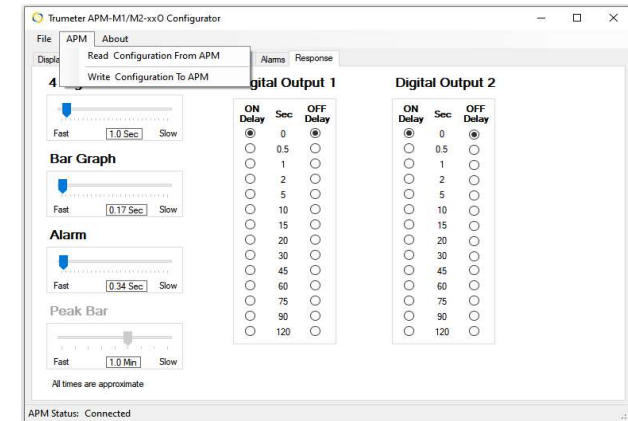 Trumeter APM-M1/M2-xxO Configurator
File APM About
Displa
Alarms Response
Read Configuration From APM
Write Configuration To APM
4
Fast 1.0 Sec Slow
Bar Graph
Fast 0.17 Sec Slow
Alarm
Fast 0.34 Sec Slow
Peak Bar
Fast 1.0 Min Slow
All times are approximate
gital Output 1
ON Delay Sec OFF Delay
0
0.5
1
2
5
10
15
20
30
45
60
75
90
120
Digital Output 2
ON Delay Sec OFF Delay
0
0.5
1
2
5
10
15
20
30
45
60
75
90
120
APM Status: Connected